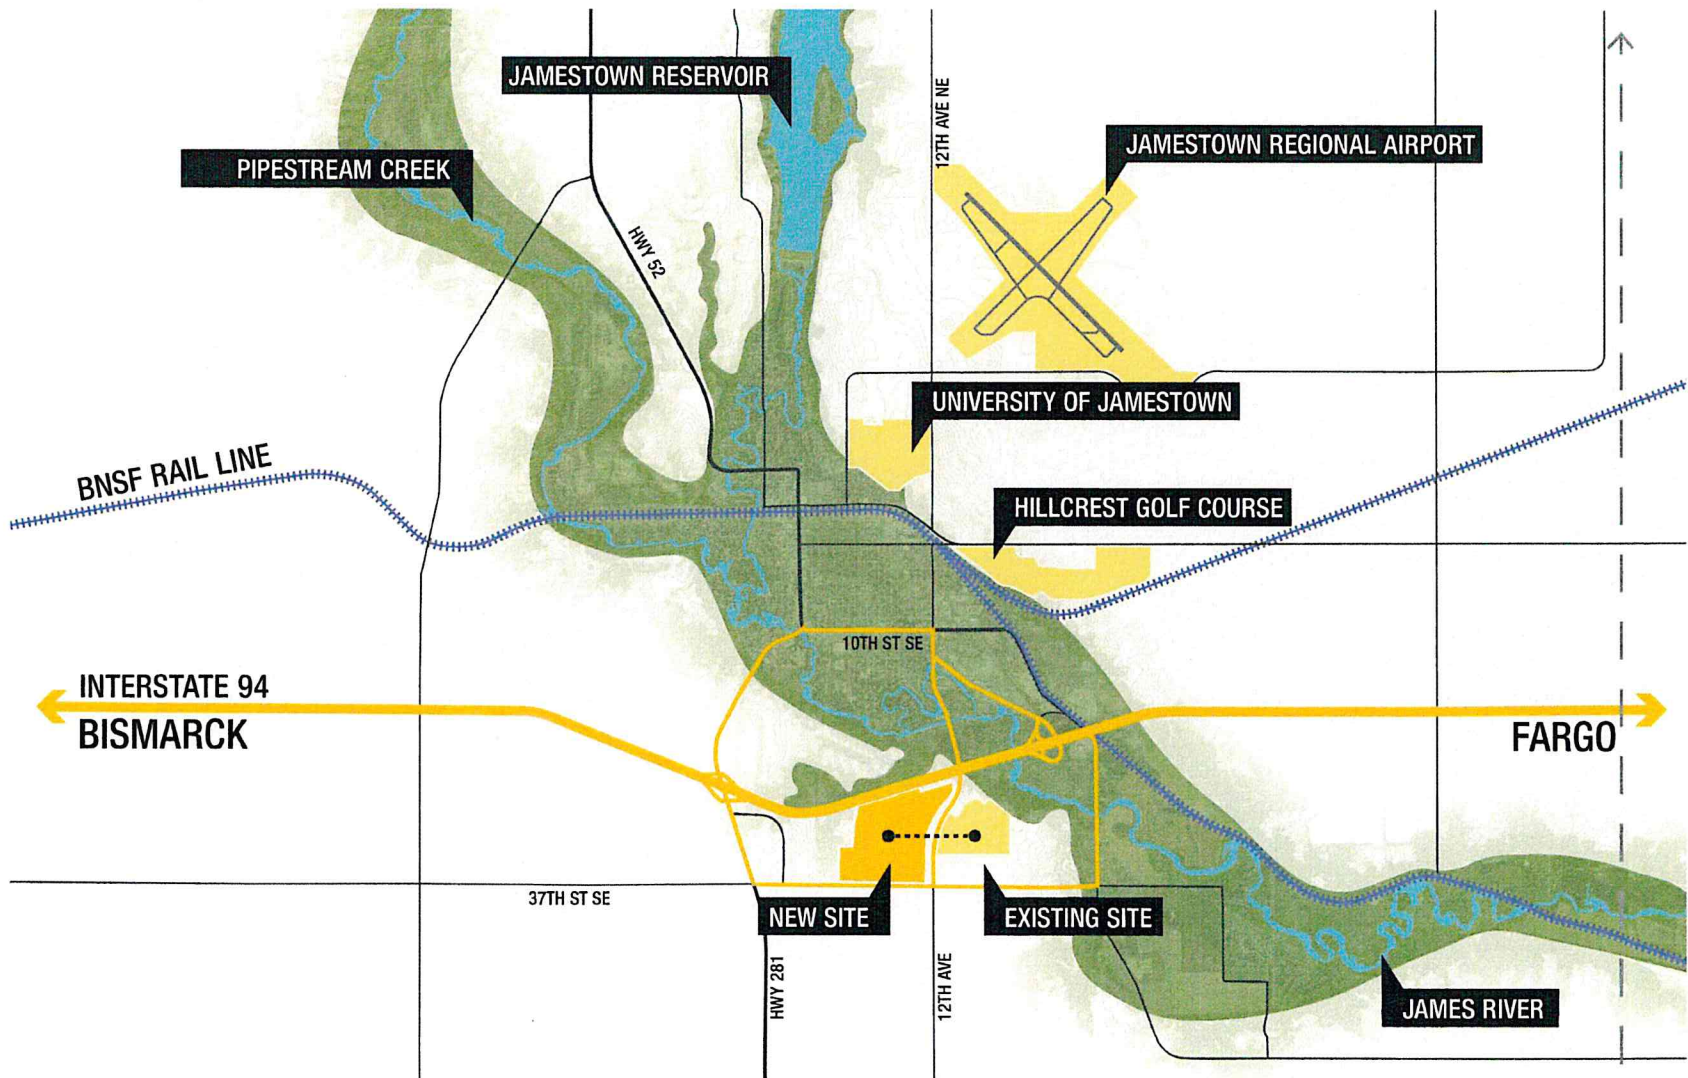 JAMESTOWN RESERVOIR
12TH AVE NE
JAMESTOWN REGIONAL AIRPORT
PIPESTREAM CREEK
HWY 52
UNIVERSITY OF JAMESTOWN
BNSF RAIL LINE
HILLCREST GOLF COURSE
10TH ST SE
INTERSTATE 94
BISMARCK
FARGO
37TH ST SE
NEW SITE
EXISTING SITE
HWY 281
12TH AVE
JAMES RIVER